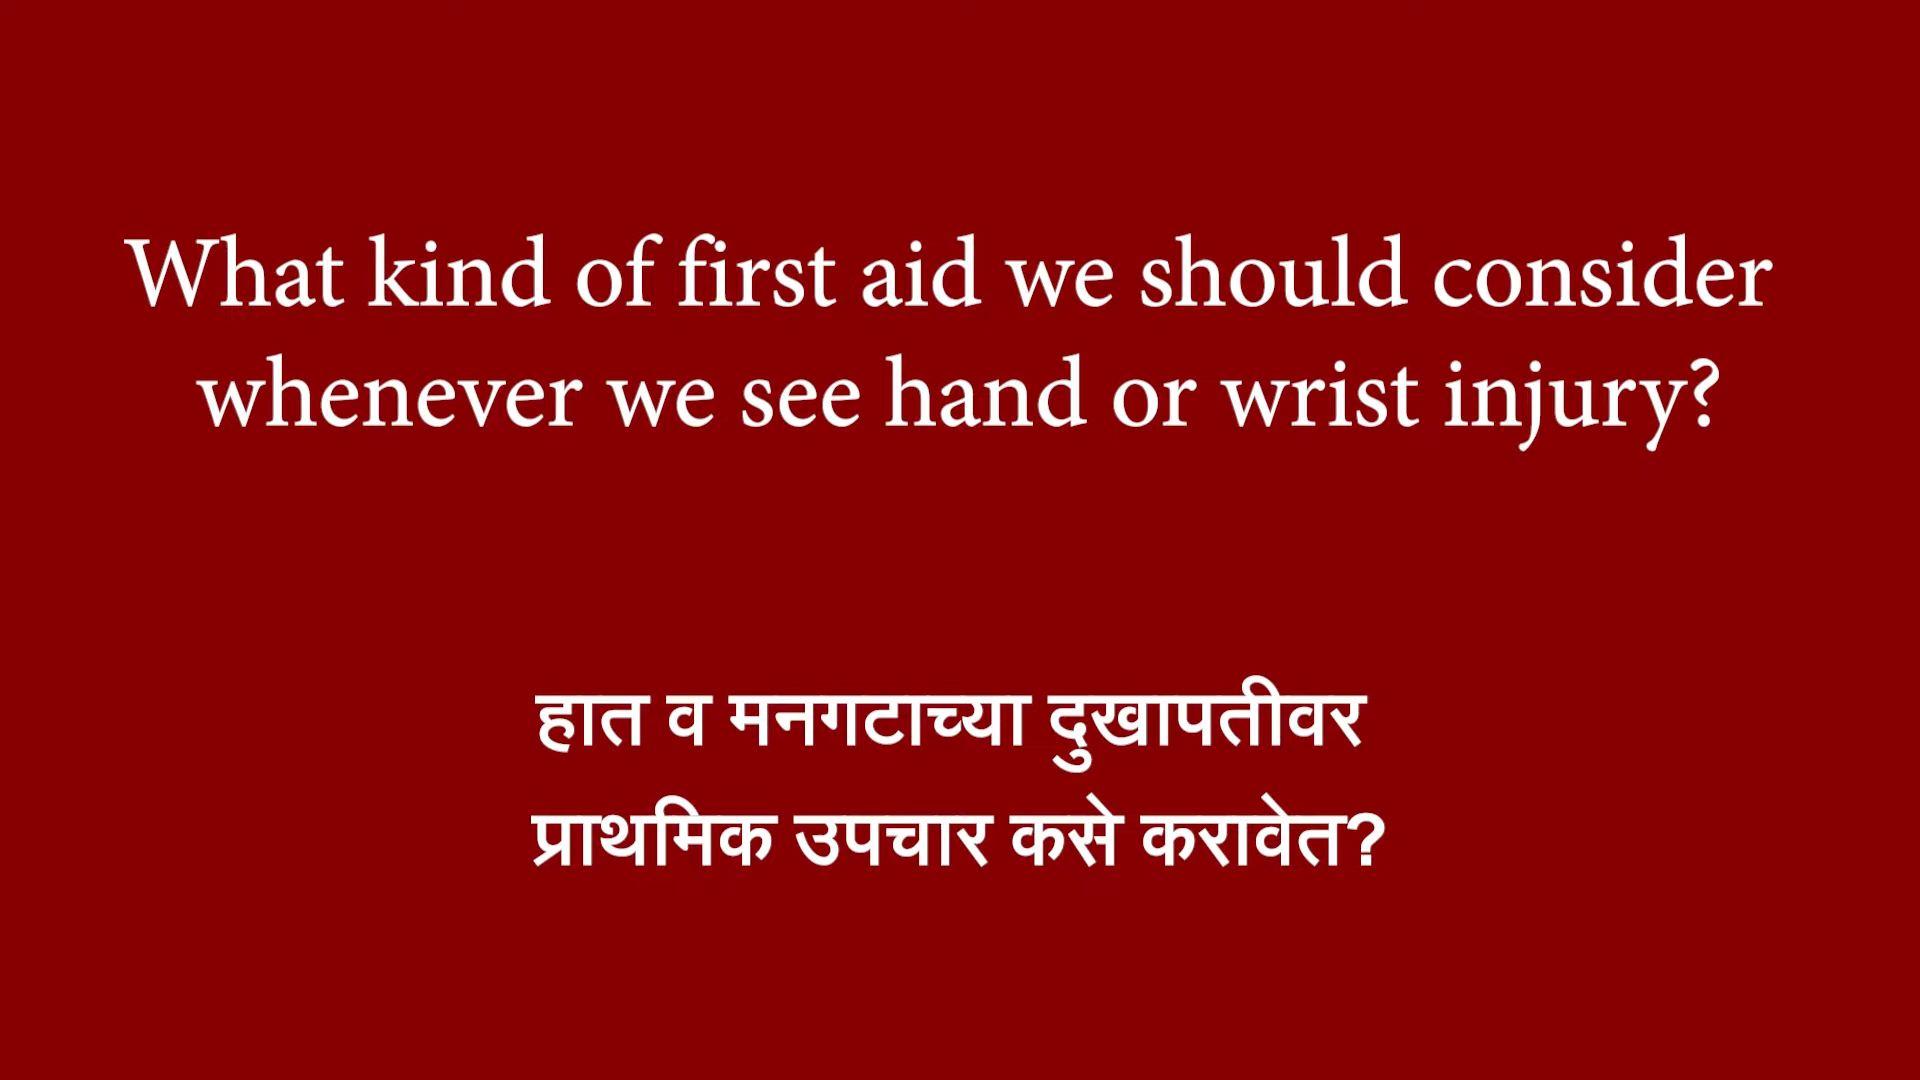 What kind of first aid we should consider
whenever we see hand or wrist injury?
हात व मनगटाच्या दुखापतीवर
प्राथमिक उपचार कसे करावेत?